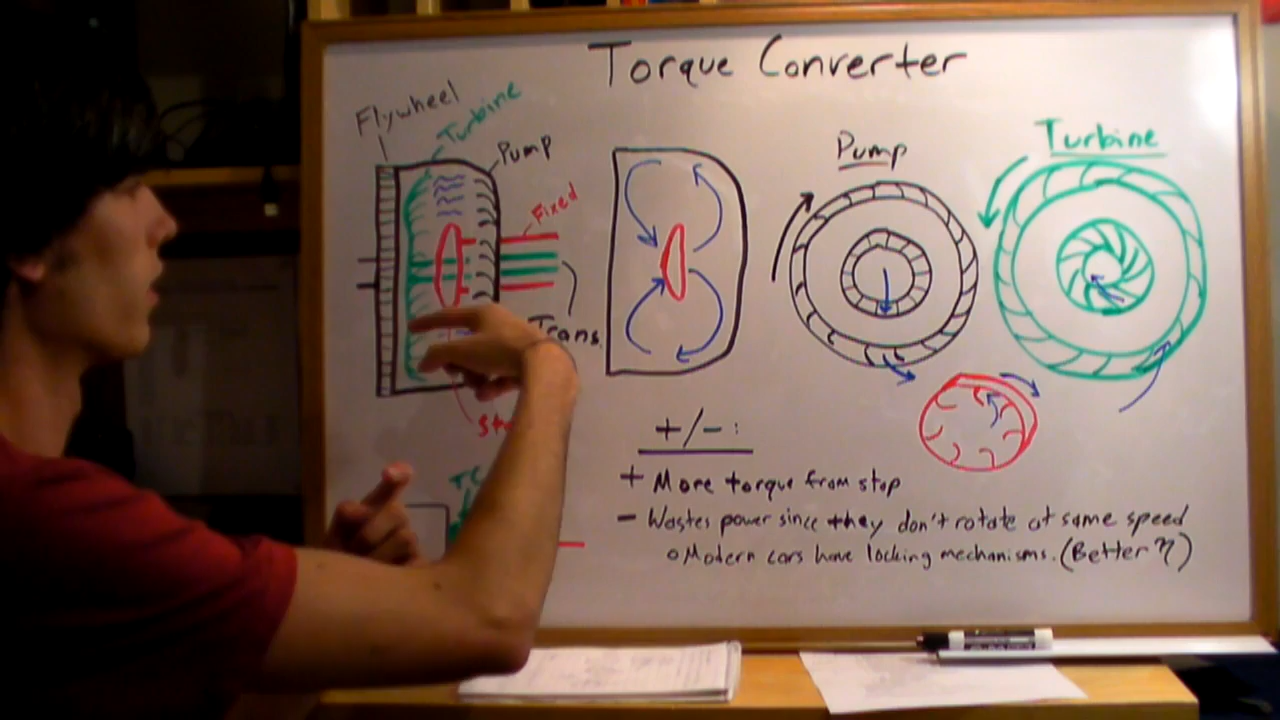 Torque Converter
Flywheel
Turbine
Pump
Fixed
Trans.
Pump
Turbine
+/-:
+ More torque from stop
- Wastes power since they don't rotate at same speed
o Modern cars have locking mechanisms. (Better η)
TC